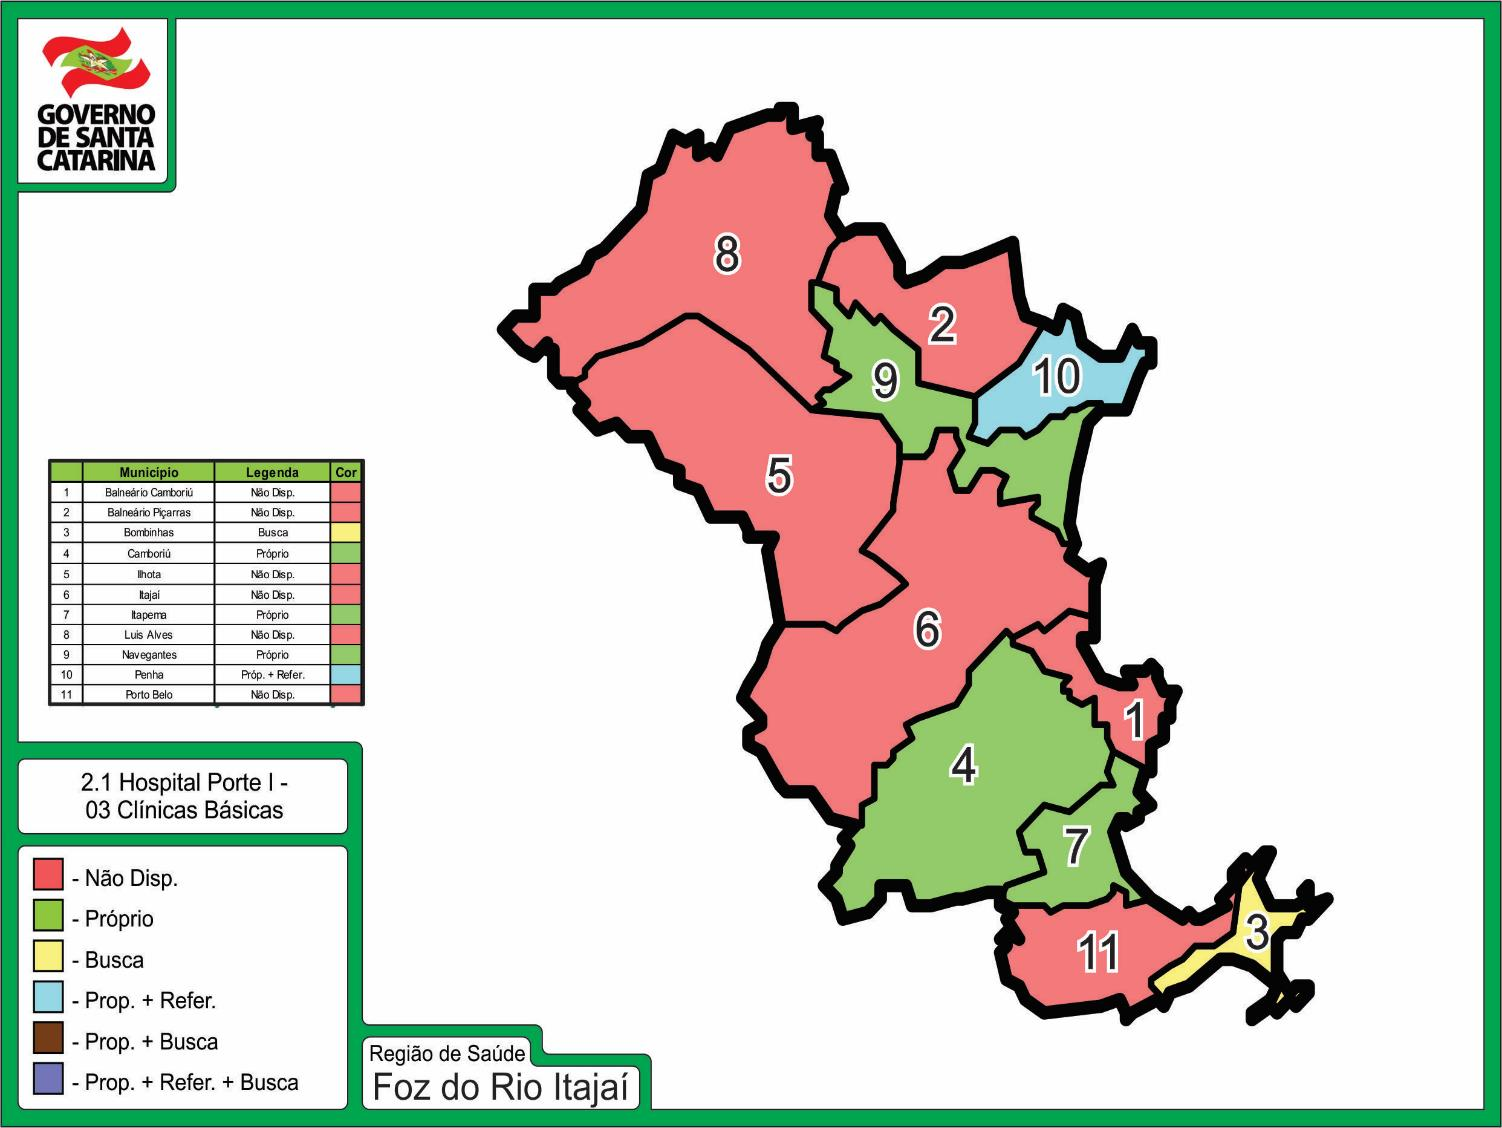 GOVERNO
DE SANTA
CATARINA
Município Legenda Cor
1 Balneário Camboriú Não Disp.
2 Balneário Piçarras Não Disp.
3 Bombinhas Busca
4 Camboriú Próprio
5 Ilhota Não Disp.
6 Itajaí Não Disp.
7 Itapema Próprio
8 Luis Alves Não Disp.
9 Navegantes Próprio
10 Penha Próp. + Refer.
11 Porto Belo Não Disp.
8
2
10
9
5
6
1
4
7
3
11
2.1 Hospital Porte I -
03 Clínicas Básicas
- Não Disp.
- Próprio
- Busca
- Prop. + Refer.
- Prop. + Busca
- Prop. + Refer. + Busca
Região de Saúde
Foz do Rio Itajaí